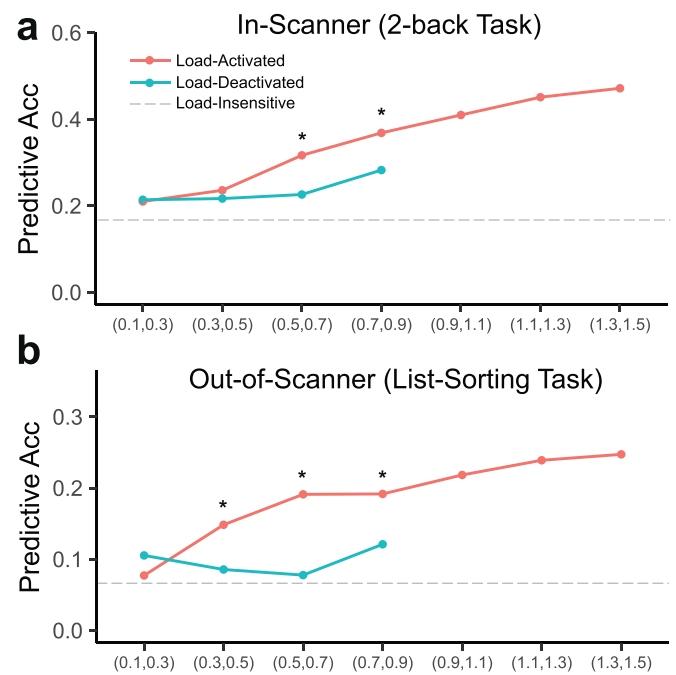 a
In-Scanner (2-back Task)
Load-Activated
Load-Deactivated
Load-Insensitive
Predictive Acc
0.6
0.4
0.2
0.0
* *
(0.1,0.3) (0.3,0.5) (0.5,0.7) (0.7,0.9) (0.9,1.1) (1.1,1.3) (1.3,1.5)
b
Out-of-Scanner (List-Sorting Task)
Predictive Acc
0.3
0.2
0.1
0.0
* * *
(0.1,0.3) (0.3,0.5) (0.5,0.7) (0.7,0.9) (0.9,1.1) (1.1,1.3) (1.3,1.5)